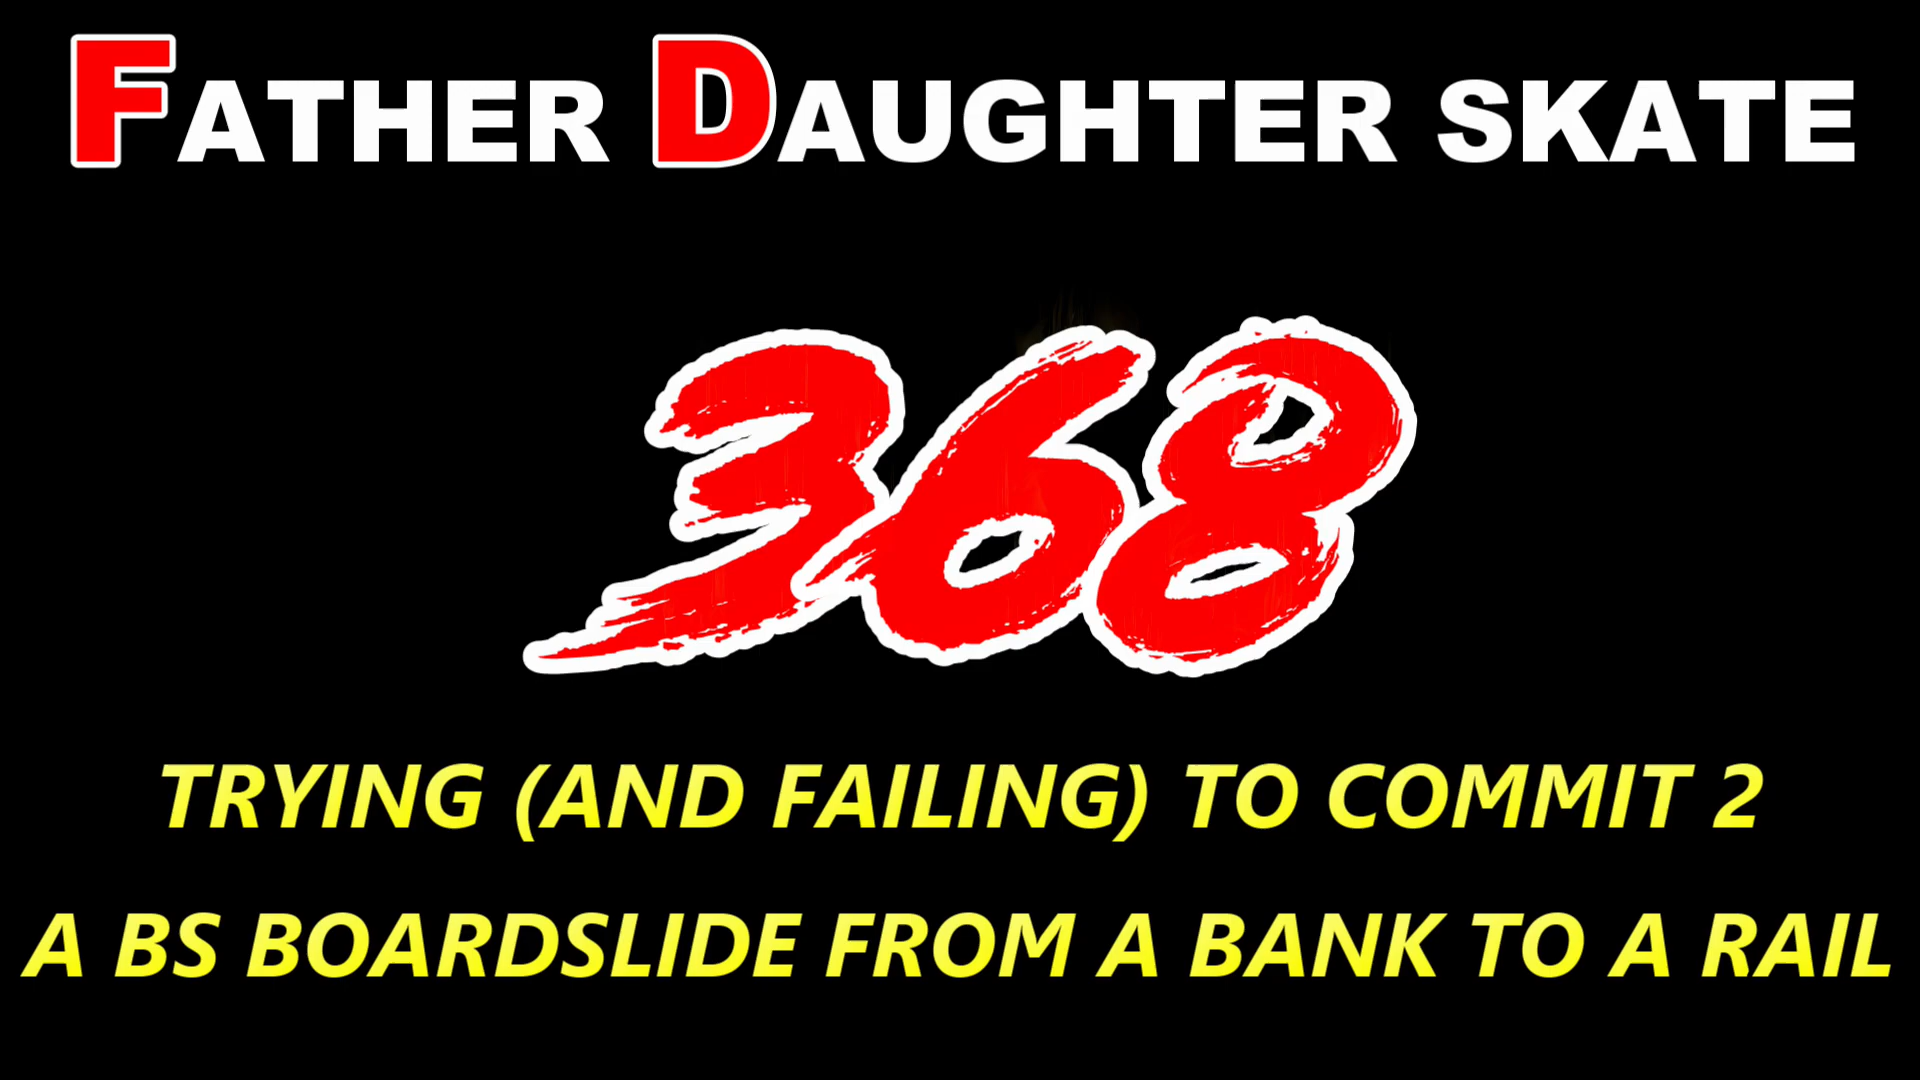 FATHER DAUGHTER SKATE
368
TRYING (AND FAILING) TO COMMIT 2
A BS BOARDSLIDE FROM A BANK TO A RAIL